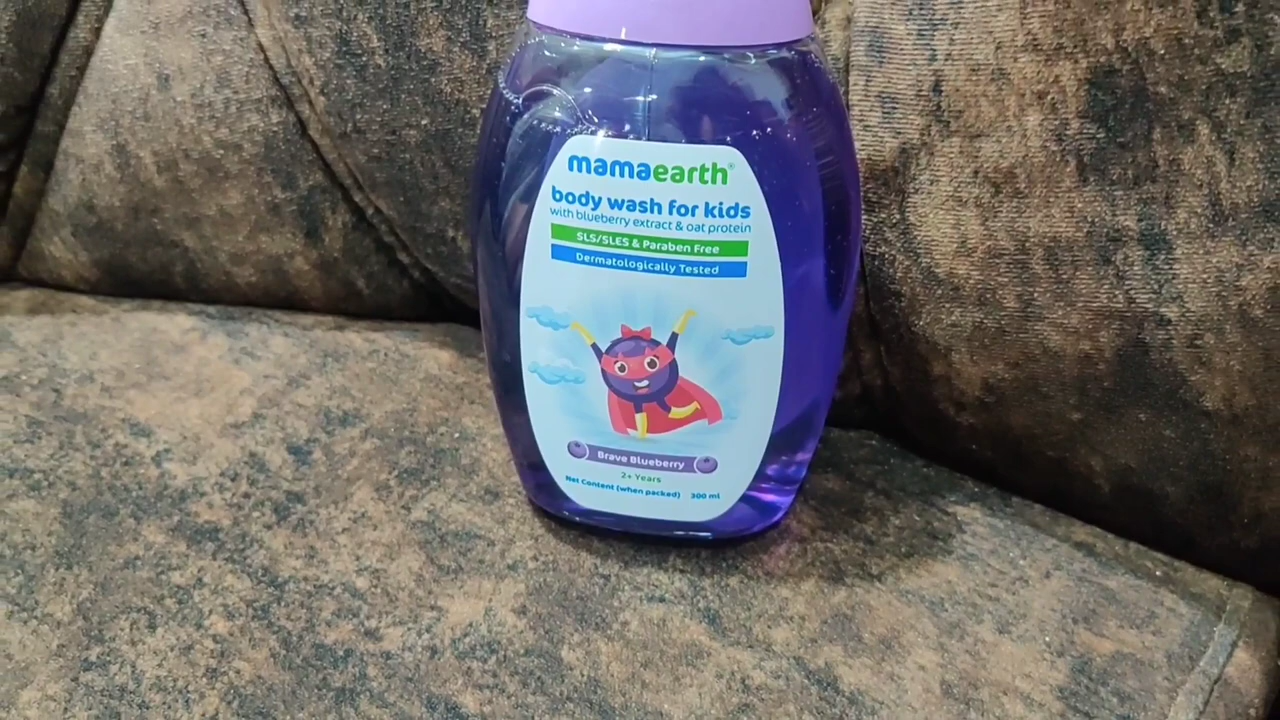 mamaearth®
body wash for kids
with blueberry extract & oat protein
SLS/SLES & Paraben Free
Dermatologically Tested
Brave Blueberry
2+ Years
Net Content (when packed) 300 ml